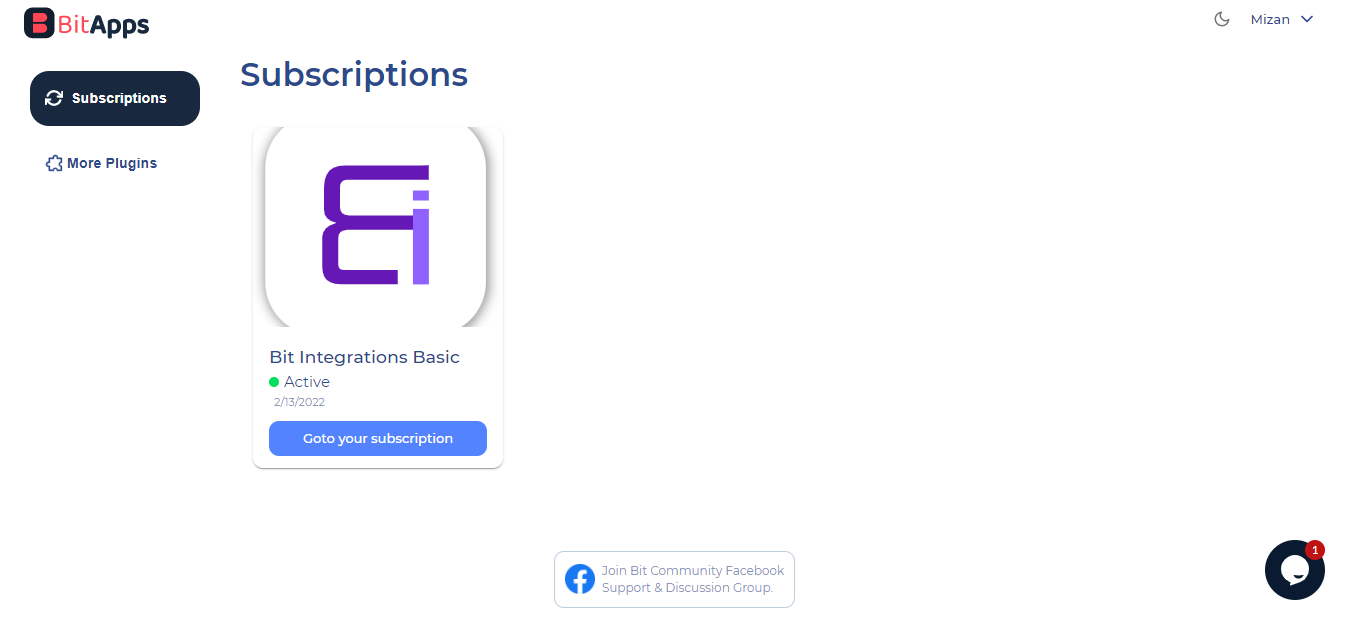 BitApps
Mizan
Subscriptions
More Plugins
Subscriptions
Bit Integrations Basic
Active
2/13/2022
Goto your subscription
Join Bit Community Facebook
Support & Discussion Group.
1